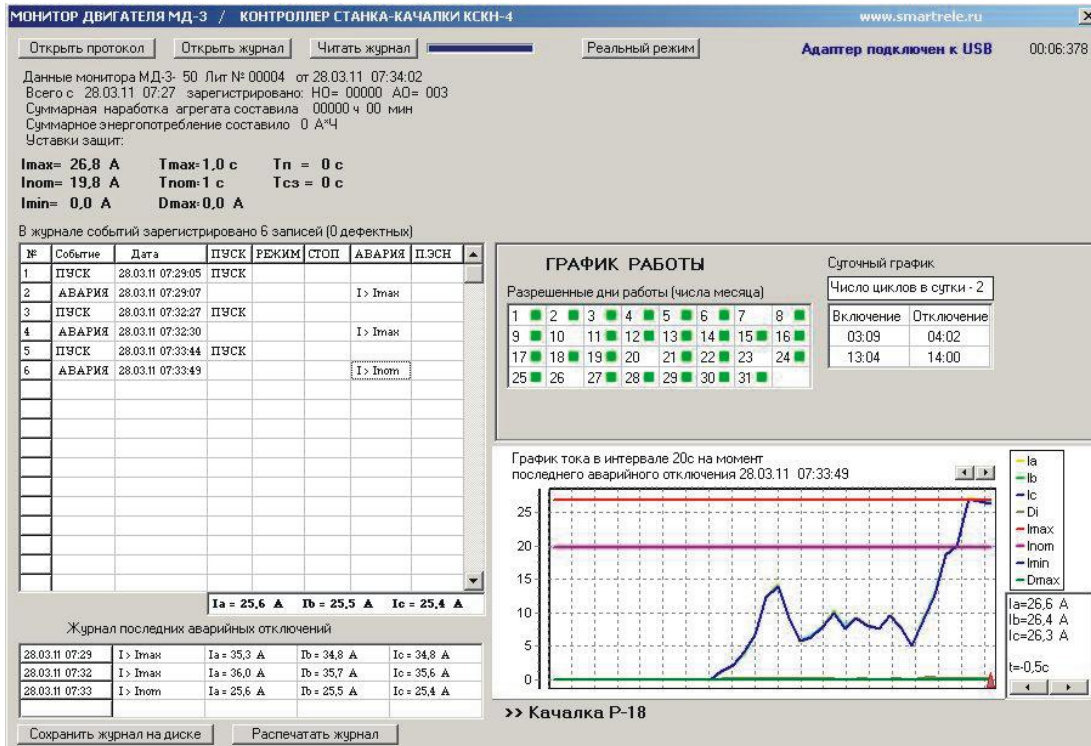 МОНИТОР ДВИГАТЕЛЯ МД-3 / КОНТРОЛЛЕР СТАНКА-КАЧАЛКИ КСКН-4 www.smartrele.ru
Открыть протокол Открыть журнал Читать журнал Реальный режим Адаптер подключен к USB 00:06:378
Данные монитора МД-3- 50 Лит № 00004 от 28.03.11 07:34:02
Всего с 28.03.11 07:27 зарегистрировано: НО= 00000 АО= 003
Суммарная наработка агрегата составила 00000 ч 00 мин
Суммарное энергопотребление составило 0 А*Ч
Уставки защит:
Imax= 26,8 A Tmax=1,0 с Тп = 0 с
Inom= 19,8 A Tnom=1 с Тсз = 0 с
Imin= 0,0 A Dmax=0,0 A
В журнале событий зарегистрировано 6 записей (0 дефектных)
№ Событие Дата ПУСК РЕЖИМ СТОП АВАРИЯ П.ЭСН
1 ПУСК 28.03.11 07:29:05 ПУСК
2 АВАРИЯ 28.03.11 07:29:07 I > Imax
3 ПУСК 28.03.11 07:32:27 ПУСК
4 АВАРИЯ 28.03.11 07:32:30 I > Imax
5 ПУСК 28.03.11 07:33:44 ПУСК
6 АВАРИЯ 28.03.11 07:33:49 I > Inom
Ia = 25,6 A Ib = 25,5 A Ic = 25,4 A
Журнал последних аварийных отключений
28.03.11 07:29 I > Imax Ia = 35,3 A Ib = 34,8 A Ic = 34,8 A
28.03.11 07:32 I > Imax Ia = 36,0 A Ib = 35,7 A Ic = 35,6 A
28.03.11 07:33 I > Inom Ia = 25,6 A Ib = 25,5 A Ic = 25,4 A
Сохранить журнал на диске Распечатать журнал
ГРАФИК РАБОТЫ
Разрешенные дни работы (числа месяца)
1 2 3 4 5 6 7 8
9 10 11 12 13 14 15 16
17 18 19 20 21 22 23 24
25 26 27 28 29 30 31
Суточный график
Число циклов в сутки - 2
Включение Отключение
03:09 04:02
13:04 14:00
График тока в интервале 20с на момент
последнего аварийного отключения 28.03.11 07:33:49
25
20
15
10
5
0
Ia
Ib
Ic
Di
Imax
Inom
Imin
Dmax
Ia=26,6 A
Ib=26,4 A
Ic=26,3 A
t=-0,5с
>> Качалка Р-18